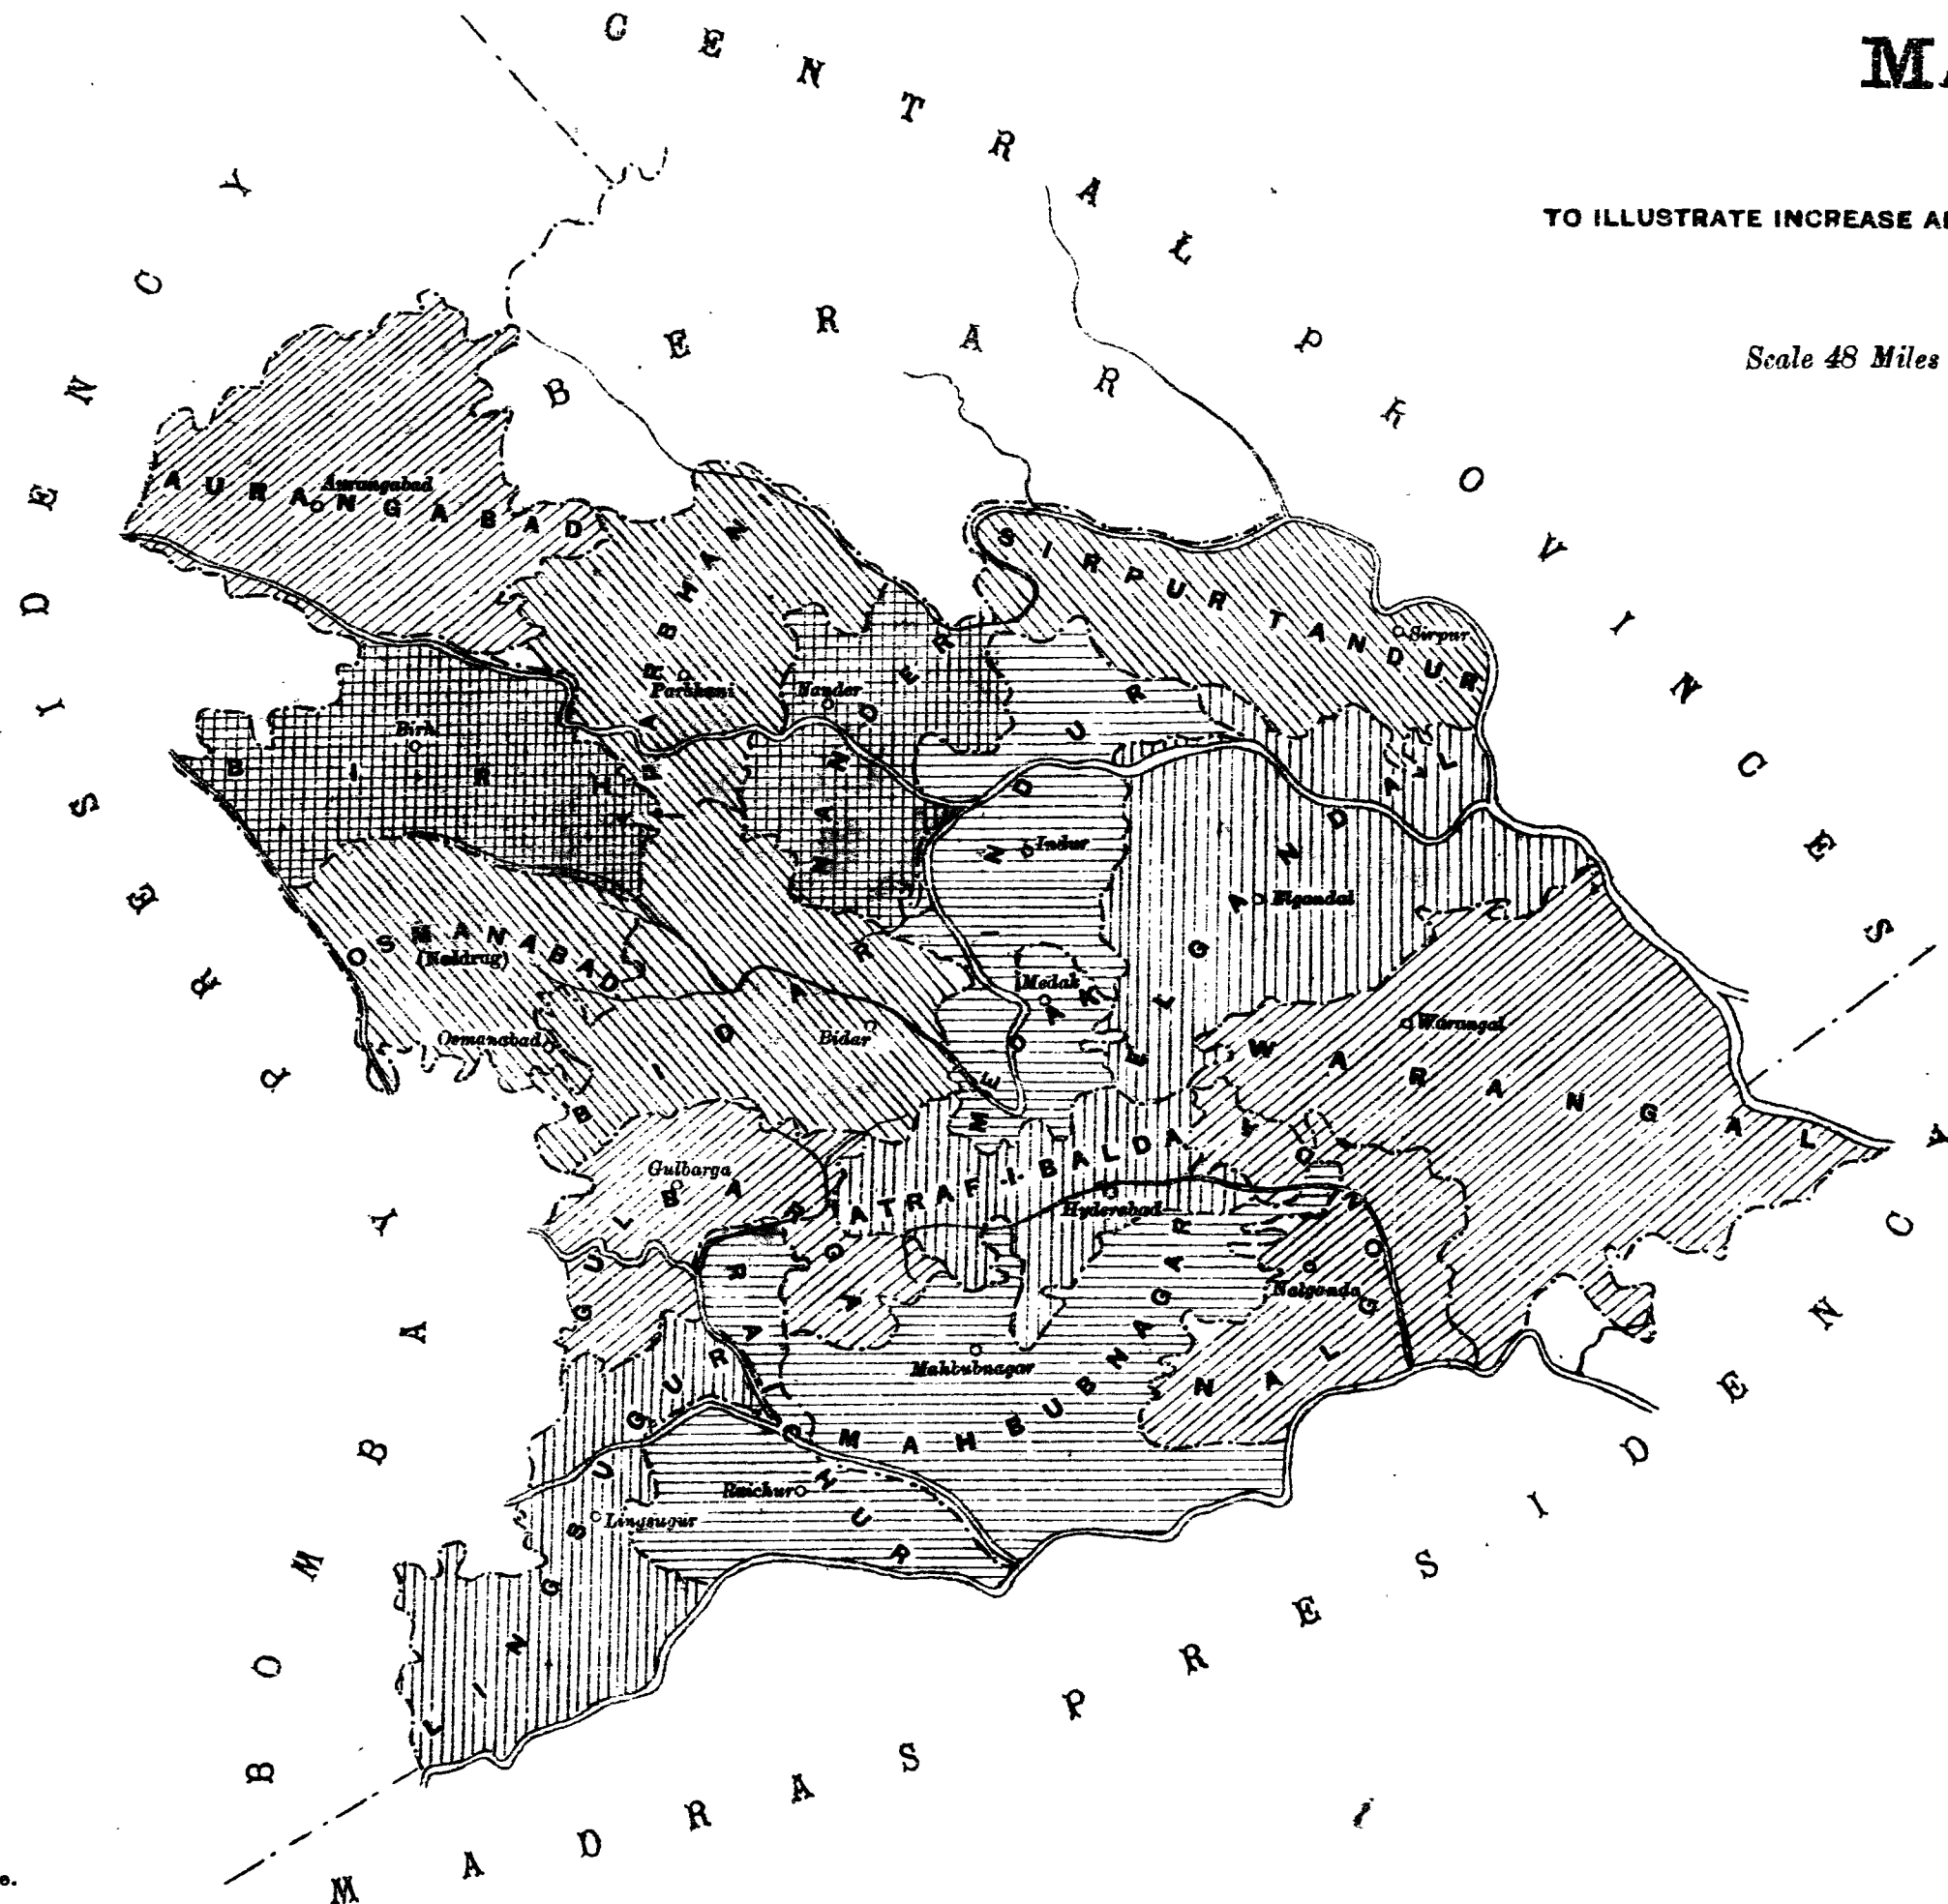 MA
TO ILLUSTRATE INCREASE A
Scale 48 Miles
CENTRAL PROVINCES
BERAR
BOMBAY PRESIDENCY
MADRAS PRESIDENCY
AURANGABAD
Aurangabad
PARBHANI
Parbhani
SIRPUR TANDUR
Sirpur
NANDER
Nander
BIRH
Birh
INDUR
Indur
ELGANDAL
Elgandal
OSMANABAD
(Naldrug)
Osmanabad
BIDAR
Bidar
MEDAK
Medak
WARANGAL
Warangal
GULBARGA
Gulbarga
ATRAF-I-BALDA
Hyderabad
NALGONDA
Nalgonda
MAHBUBNAGAR
Mahbubnagar
RAICHUR
Raichur
LINGSUGUR
Lingsugur
e.